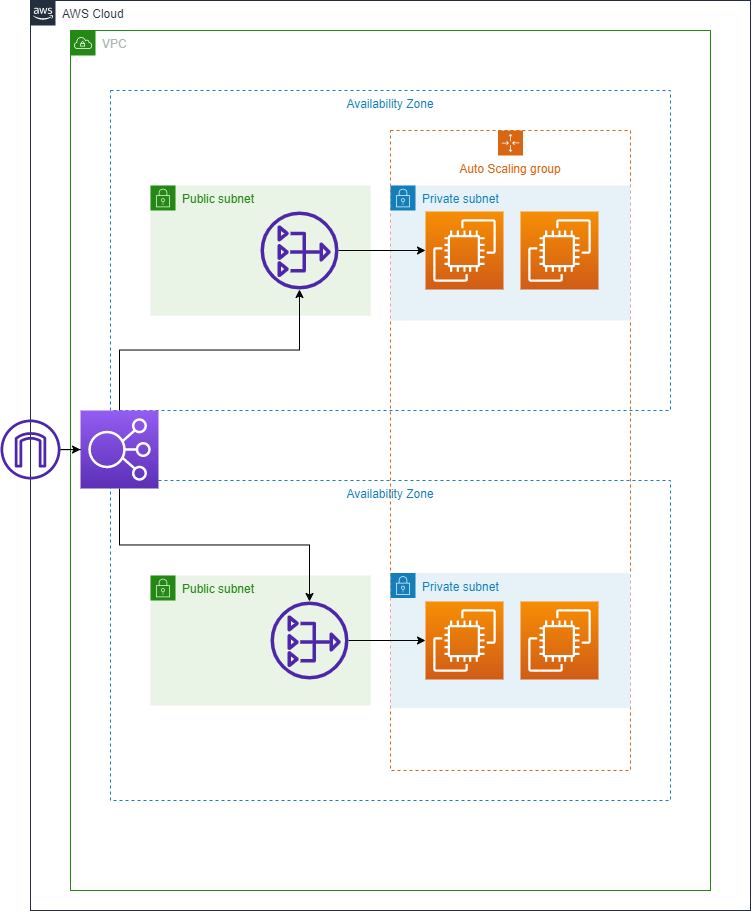 aws
AWS Cloud
VPC
Availability Zone
Auto Scaling group
Public subnet
Private subnet
Availability Zone
Public subnet
Private subnet